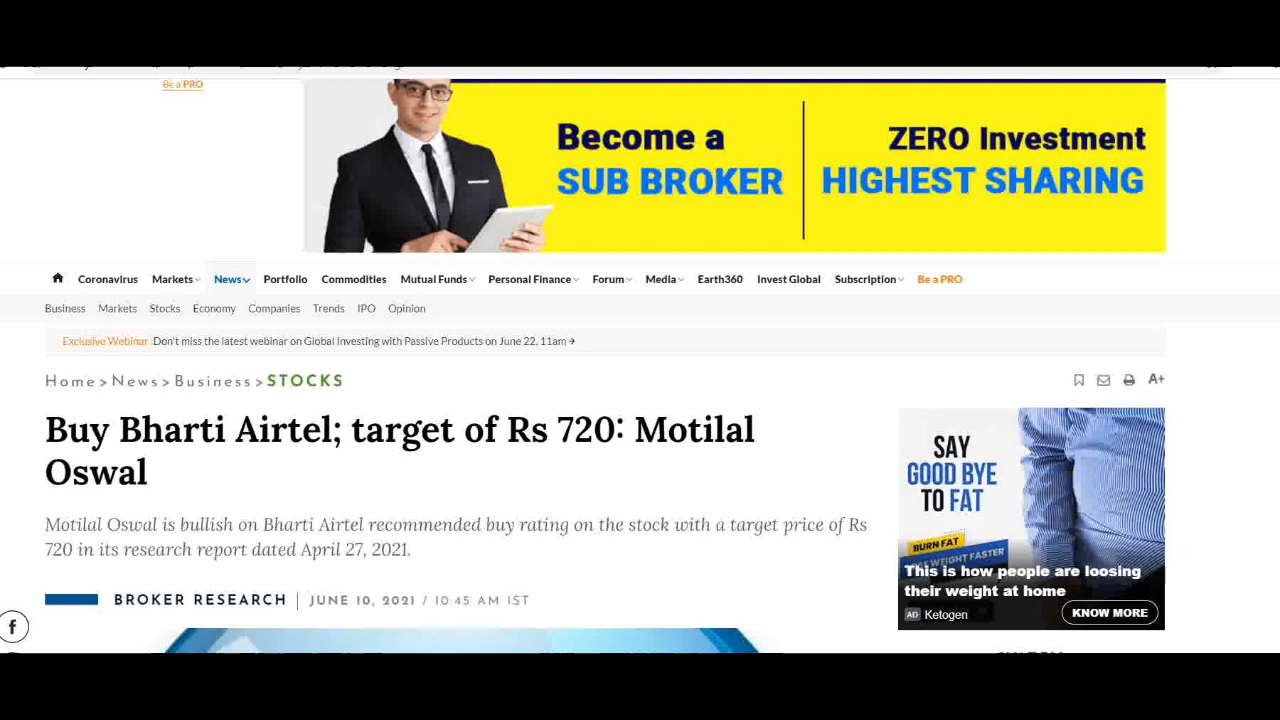 Be a PRO
Become a
SUB BROKER
ZERO Investment
HIGHEST SHARING
Coronavirus Markets News Portfolio Commodities Mutual Funds Personal Finance Forum Media Earth360 Invest Global Subscription Be a PRO
Business Markets Stocks Economy Companies Trends IPO Opinion
Exclusive Webinar :Don't miss the latest webinar on Global Investing with Passive Products on June 22, 11am
Home > News > Business > STOCKS
A+
Buy Bharti Airtel; target of Rs 720: Motilal
Oswal
Motilal Oswal is bullish on Bharti Airtel recommended buy rating on the stock with a target price of Rs
720 in its research report dated April 27, 2021.
BROKER RESEARCH | JUNE 10, 2021 / 10:45 AM IST
f
SAY
GOOD BYE
TO FAT
BURN FAT
WEIGHT FASTER
This is how people are loosing
their weight at home
AD Ketogen
KNOW MORE